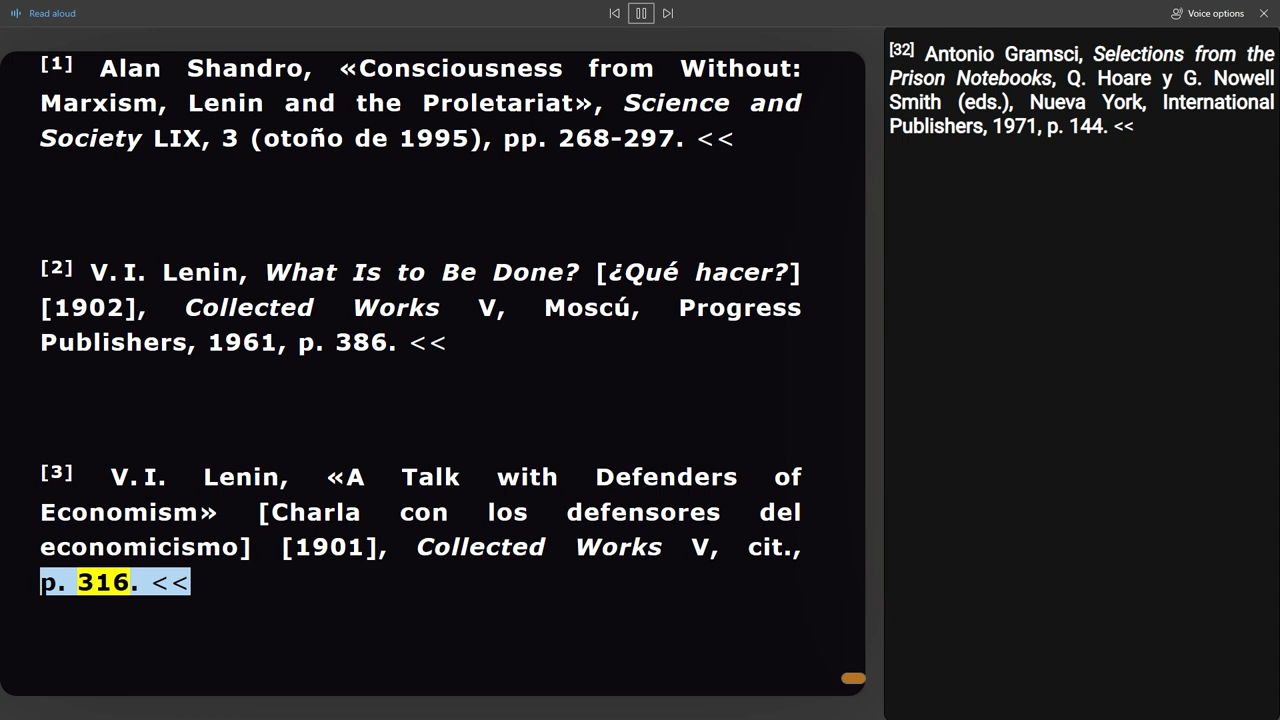 Read aloud
Voice options
[1] Alan Shandro, «Consciousness from Without:
Marxism, Lenin and the Proletariat», Science and
Society LIX, 3 (otoño de 1995), pp. 268-297. <<
[2] V. I. Lenin, What Is to Be Done? [¿Qué hacer?]
[1902], Collected Works V, Moscú, Progress
Publishers, 1961, p. 386. <<
[3] V. I. Lenin, «A Talk with Defenders of
Economism» [Charla con los defensores del
economicismo] [1901], Collected Works V, cit.,
p. 316. <<
[32] Antonio Gramsci, Selections from the
Prison Notebooks, Q. Hoare y G. Nowell
Smith (eds.), Nueva York, International
Publishers, 1971, p. 144. <<